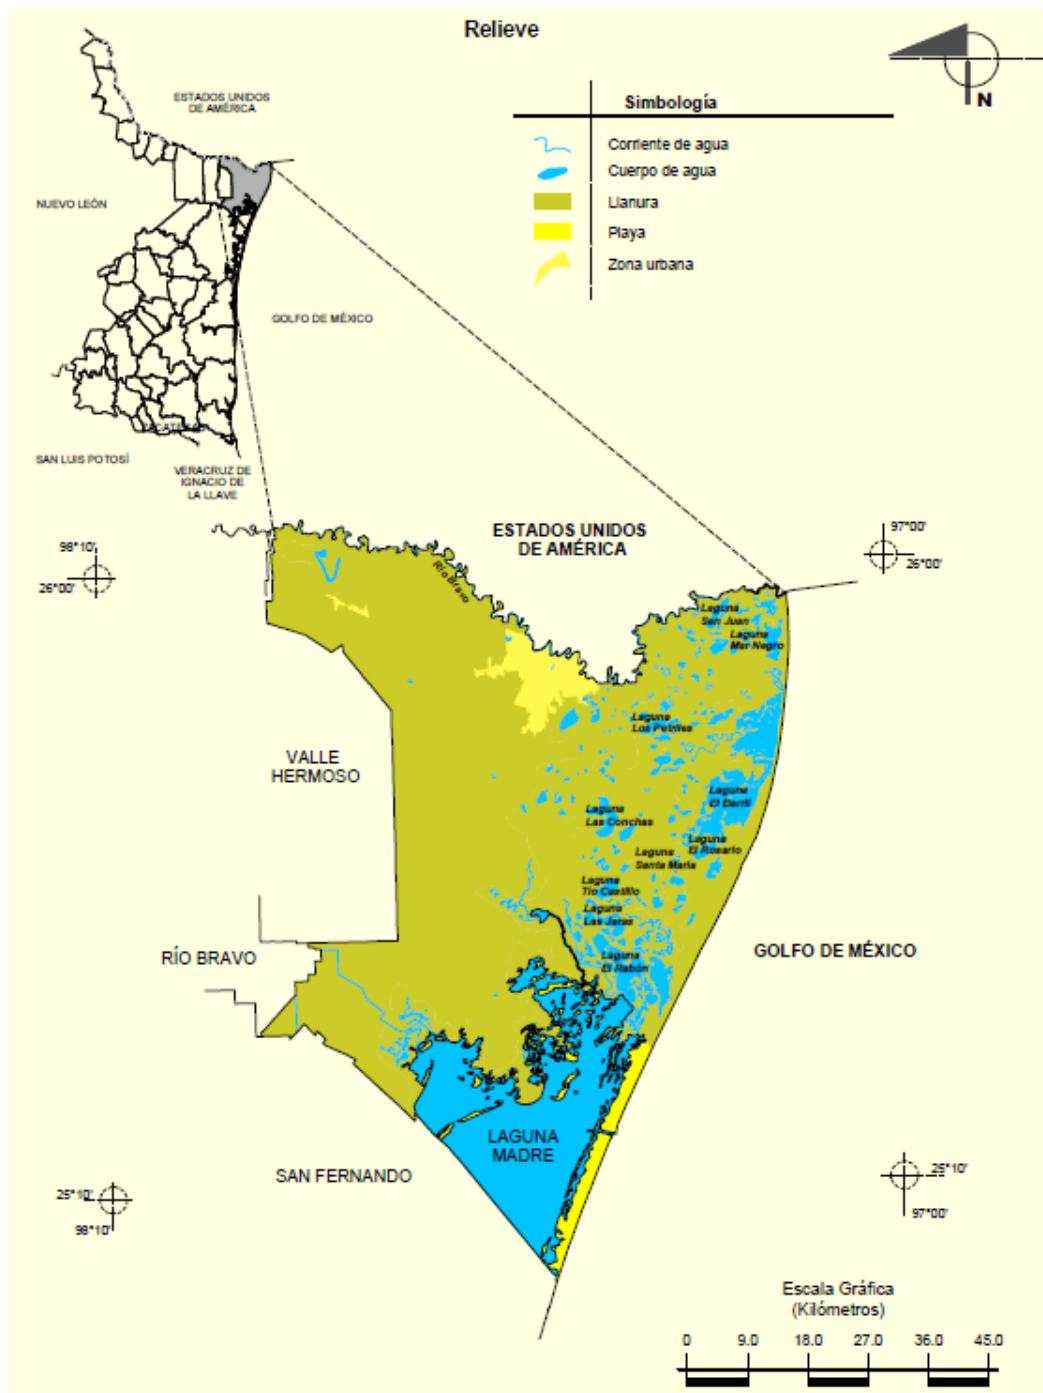 Relieve
N
Simbología
Corriente de agua
Cuerpo de agua
Llanura
Playa
Zona urbana
ESTADOS UNIDOS
DE AMÉRICA
NUEVO LEÓN
GOLFO DE MÉXICO
SAN LUIS POTOSÍ
VERACRUZ DE
IGNACIO DE
LA LLAVE
98°10'
26°00'
ESTADOS UNIDOS
DE AMÉRICA
97°00'
26°00'
Río Bravo
Laguna
San Juan
Laguna
Mar Negro
Laguna
Los Petriles
VALLE
HERMOSO
Laguna
El Barril
Laguna
Las Conchas
Laguna
El Rosario
Laguna
Santa María
Laguna
Tío Castillo
Laguna
Las Jaras
Laguna
El Rabón
RÍO BRAVO
GOLFO DE MÉXICO
LAGUNA
MADRE
SAN FERNANDO
25°10'
98°10'
25°10'
97°00'
Escala Gráfica
(Kilómetros)
0 9.0 18.0 27.0 36.0 45.0